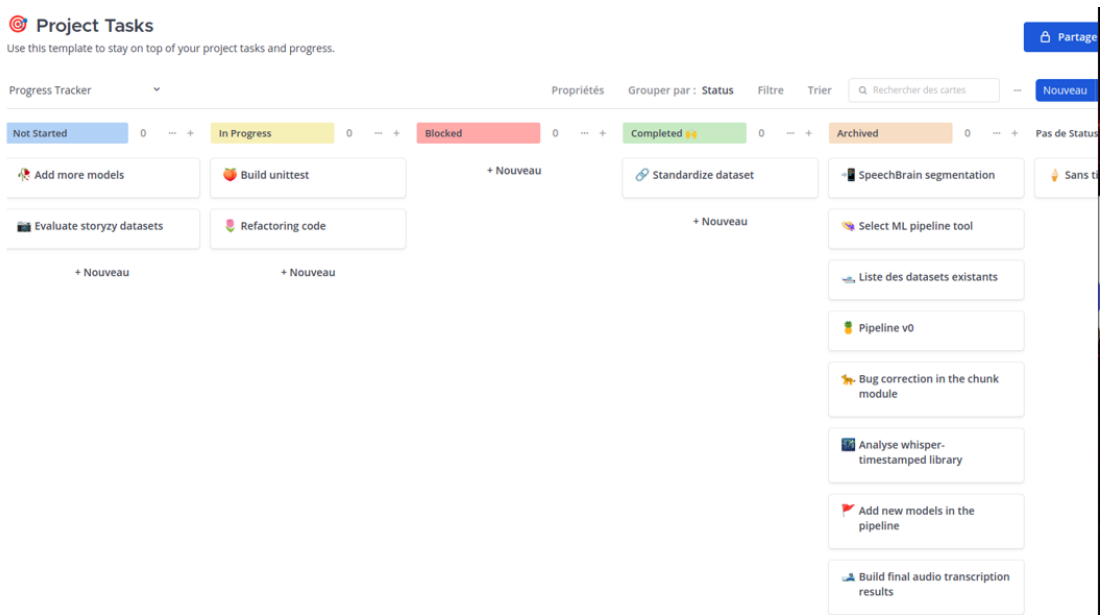 Project Tasks
Use this template to stay on top of your project tasks and progress.
Partage
Progress Tracker
Propriétés
Grouper par : Status
Filtre
Trier
Rechercher des cartes
Nouveau
Not Started 0
In Progress 0
Blocked 0
Completed 🙌 0
Archived 0
Pas de Status
Add more models
Evaluate storyzy datasets
+ Nouveau
Build unittest
Refactoring code
+ Nouveau
+ Nouveau
Standardize dataset
+ Nouveau
SpeechBrain segmentation
Select ML pipeline tool
Liste des datasets existants
Pipeline v0
Bug correction in the chunk
module
Analyse whisper-
timestamped library
Add new models in the
pipeline
Build final audio transcription
results
Sans ti